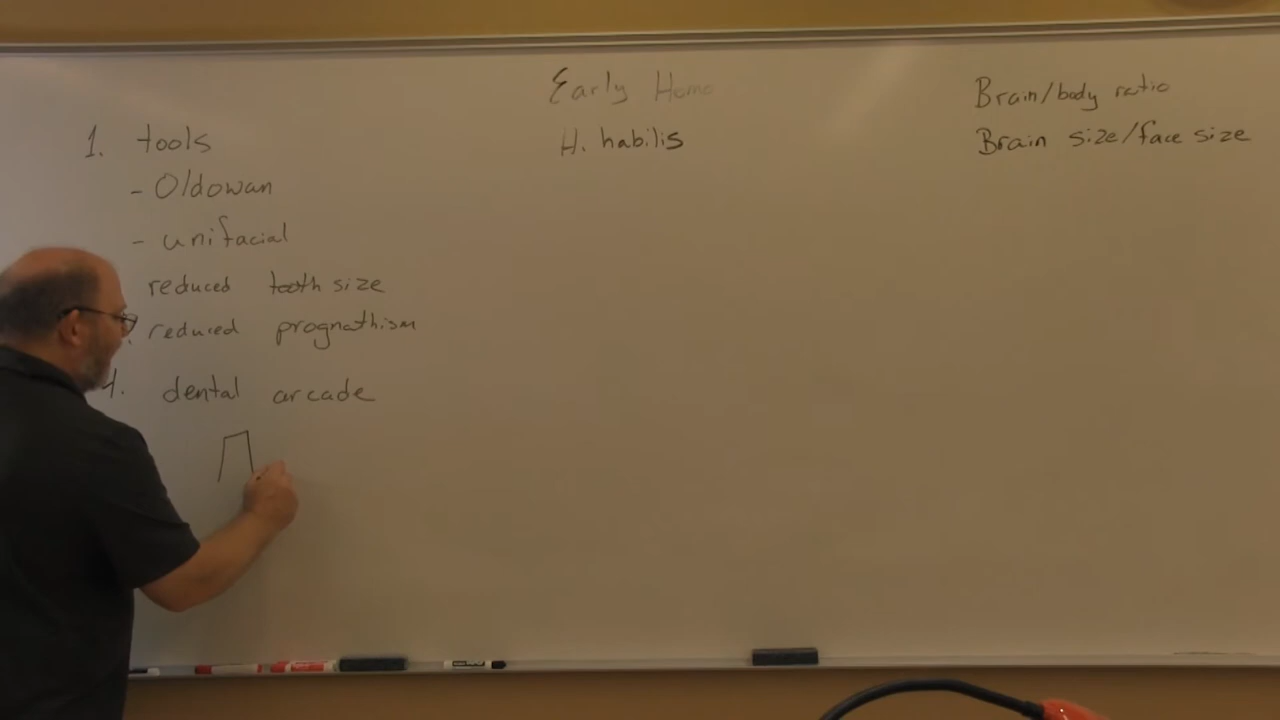 Early Homo
H. habilis
1. tools
- Oldowan
- unifacial
reduced tooth size
reduced prognathism
4. dental arcade
Brain/body ratio
Brain size/face size